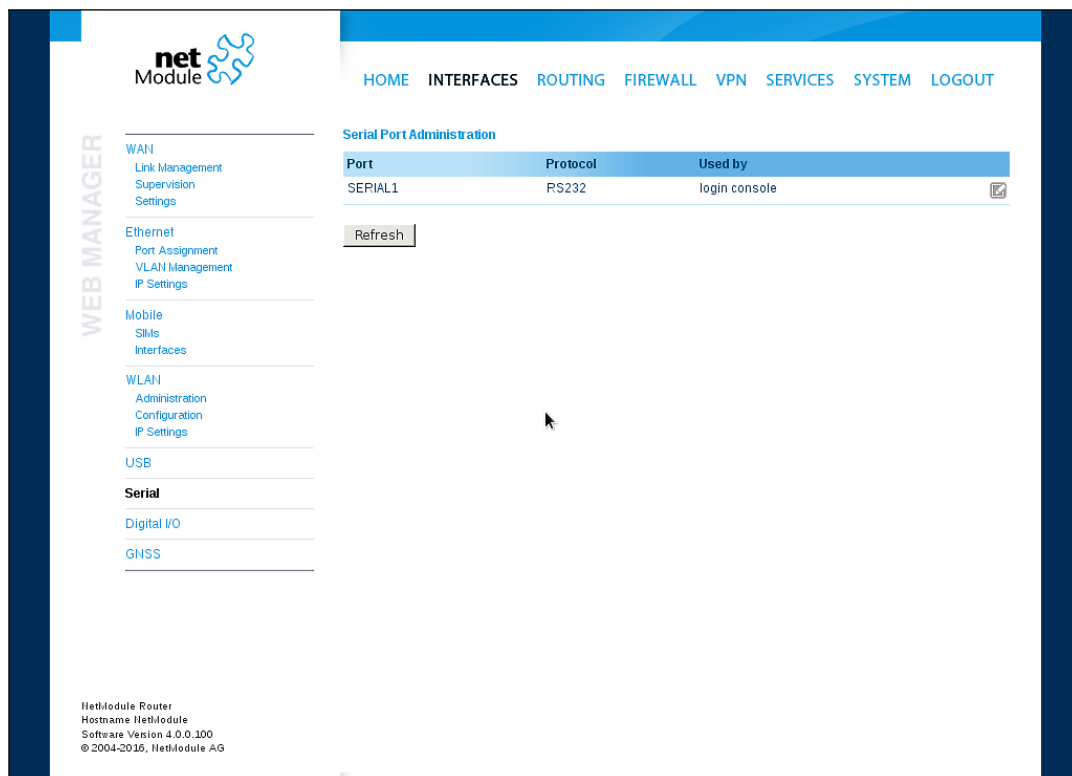 net
Module
HOME INTERFACES ROUTING FIREWALL VPN SERVICES SYSTEM LOGOUT
WEB MANAGER
WAN
Link Management
Supervision
Settings
Ethernet
Port Assignment
VLAN Management
IP Settings
Mobile
SIMs
Interfaces
WLAN
Administration
Configuration
IP Settings
USB
Serial
Digital I/O
GNSS
Serial Port Administration
Port Protocol Used by
SERIAL1 RS232 login console
Refresh
NetModule Router
Hostname NetModule
Software Version 4.0.0.100
© 2004-2016, NetModule AG